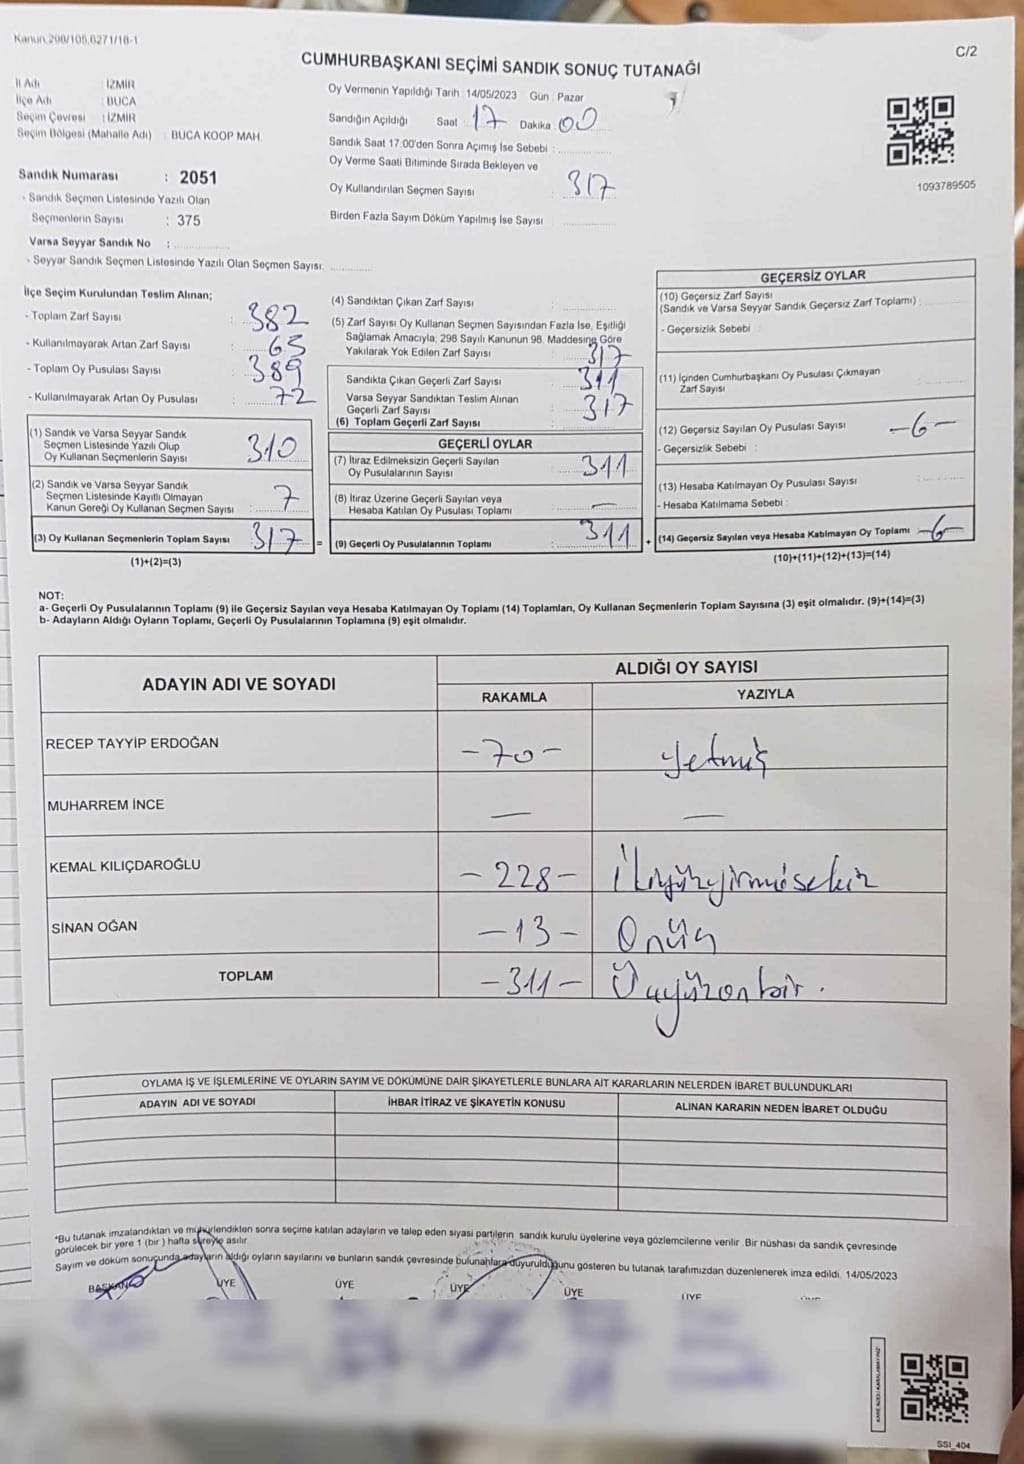 Kanun,298/105,6271/18-1
C/2
CUMHURBAŞKANI SEÇİMİ SANDIK SONUÇ TUTANAĞI
İl Adı : İZMİR
İlçe Adı : BUCA
Seçim Çevresi : İZMİR
Seçim Bölgesi (Mahalle Adı) : BUCA KOOP MAH.
Oy Vermenin Yapıldığı Tarih :14/05/2023 Gün : Pazar
Sandığın Açıldığı Saat : 17 Dakika : 00
Sandık Saat 17.00'den Sonra Açımış İse Sebebi :
Oy Verme Saati Bitiminde Sırada Bekleyen ve
Oy Kullandırılan Seçmen Sayısı : 317
Birden Fazla Sayım Döküm Yapılmış İse Sayısı :
1093789505
Sandık Numarası : 2051
- Sandık Seçmen Listesinde Yazılı Olan
Seçmenlerin Sayısı : 375
Varsa Seyyar Sandık No :
- Seyyar Sandık Seçmen Listesinde Yazılı Olan Seçmen Sayısı:
İlçe Seçim Kurulundan Teslim Alınan;
- Toplam Zarf Sayısı : 382
- Kullanılmayarak Artan Zarf Sayısı : 65
- Toplam Oy Pusulası Sayısı : 389
- Kullanılmayarak Artan Oy Pusulası : 72
(1) Sandık ve Varsa Seyyar Sandık
Seçmen Listesinde Yazılı Olup
Oy Kullanan Seçmenlerin Sayısı 310
(2) Sandık ve Varsa Seyyar Sandık
Seçmen Listesinde Kayıtlı Olmayan
Kanun Gereği Oy Kullanan Seçmen Sayısı : 7
(3) Oy Kullanan Seçmenlerin Toplam Sayısı : 317 =
(1)+(2)=(3)
(4) Sandıktan Çıkan Zarf Sayısı :
(5) Zarf Sayısı Oy Kullanan Seçmen Sayısından Fazla İse, Eşitliği
Sağlamak Amacıyla, 298 Sayılı Kanunun 98. Maddesine Göre
Yakılarak Yok Edilen Zarf Sayısı : 317
Sandıkta Çıkan Geçerli Zarf Sayısı : 311
Varsa Seyyar Sandıktan Teslim Alınan
Geçerli Zarf Sayısı : 317
(6) Toplam Geçerli Zarf Sayısı
GEÇERLİ OYLAR
(7) İtiraz Edilmeksizin Geçerli Sayılan
Oy Pusulalarının Sayısı : 311
(8) İtiraz Üzerine Geçerli Sayılan veya
Hesaba Katılan Oy Pusulası Toplamı : —
(9) Geçerli Oy Pusulalarının Toplamı : 311 +
GEÇERSİZ OYLAR
(10) Geçersiz Zarf Sayısı
(Sandık ve Varsa Seyyar Sandık Geçersiz Zarf Toplamı) :
- Geçersizlik Sebebi :
(11) İçinden Cumhurbaşkanı Oy Pusulası Çıkmayan
Zarf Sayısı :
(12) Geçersiz Sayılan Oy Pusulası Sayısı : -6-
- Geçersizlik Sebebi :
(13) Hesaba Katılmayan Oy Pusulası Sayısı :
- Hesaba Katılmama Sebebi :
(14) Geçersiz Sayılan veya Hesaba Katılmayan Oy Toplamı -6-
(10)+(11)+(12)+(13)=(14)
NOT:
a- Geçerli Oy Pusulalarının Toplamı (9) ile Geçersiz Sayılan veya Hesaba Katılmayan Oy Toplamı (14) Toplamları, Oy Kullanan Seçmenlerin Toplam Sayısına (3) eşit olmalıdır. (9)+(14)=(3)
b- Adayların Aldığı Oyların Toplamı, Geçerli Oy Pusulalarının Toplamına (9) eşit olmalıdır.
ADAYIN ADI VE SOYADI ALDIĞI OY SAYISI
RAKAMLA YAZIYLA
RECEP TAYYİP ERDOĞAN -70- Yetmiş
MUHARREM İNCE — —
KEMAL KILIÇDAROĞLU -228- İkiyüzyirmisekiz
SİNAN OĞAN -13- Onüç
TOPLAM -311- Üçyüzonbir.
OYLAMA İŞ VE İŞLEMLERİNE VE OYLARIN SAYIM VE DÖKÜMÜNE DAİR ŞİKAYETLERLE BUNLARA AİT KARARLARIN NELERDEN İBARET BULUNDUKLARI
ADAYIN ADI VE SOYADI İHBAR İTİRAZ VE ŞİKAYETİN KONUSU ALINAN KARARIN NEDEN İBARET OLDUĞU
*Bu tutanak imzalandıktan ve mühürlendikten sonra seçime katılan adayların ve talep eden siyasi partilerin sandık kurulu üyelerine veya gözlemcilerine verilir. Bir nüshası da sandık çevresinde
görülecek bir yere 1 (bir ) hafta süreyle asılır.
Sayım ve döküm sonucunda adayların aldığı oyların sayılarını ve bunların sandık çevresinde bulunanlara duyurulduğunu gösteren bu tutanak tarafımızdan düzenlenerek imza edildi. 14/05/2023
BAŞKAN ÜYE ÜYE ÜYE ÜYE ÜYE
SSI_404